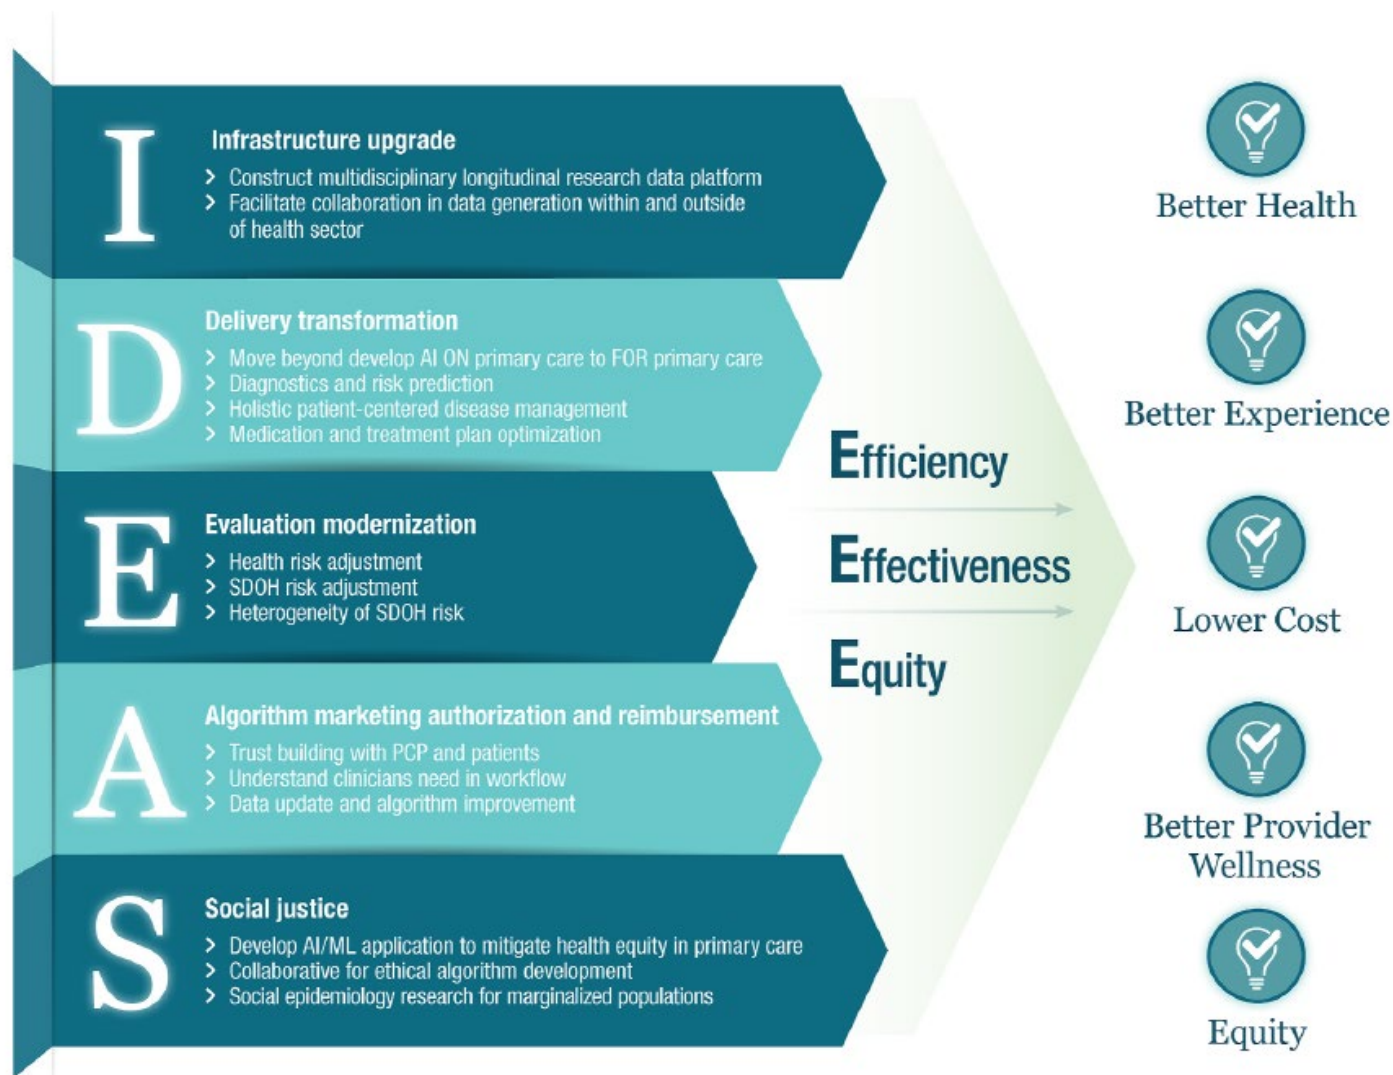 I
Infrastructure upgrade
> Construct multidisciplinary longitudinal research data platform
> Facilitate collaboration in data generation within and outside
of health sector
D
Delivery transformation
> Move beyond develop AI ON primary care to FOR primary care
> Diagnostics and risk prediction
> Holistic patient-centered disease management
> Medication and treatment plan optimization
E
Evaluation modernization
> Health risk adjustment
> SDOH risk adjustment
> Heterogeneity of SDOH risk
A
Algorithm marketing authorization and reimbursement
> Trust building with PCP and patients
> Understand clinicians need in workflow
> Data update and algorithm improvement
S
Social justice
> Develop AI/ML application to mitigate health equity in primary care
> Collaborative for ethical algorithm development
> Social epidemiology research for marginalized populations
Efficiency
Effectiveness
Equity
Better Health
Better Experience
Lower Cost
Better Provider
Wellness
Equity